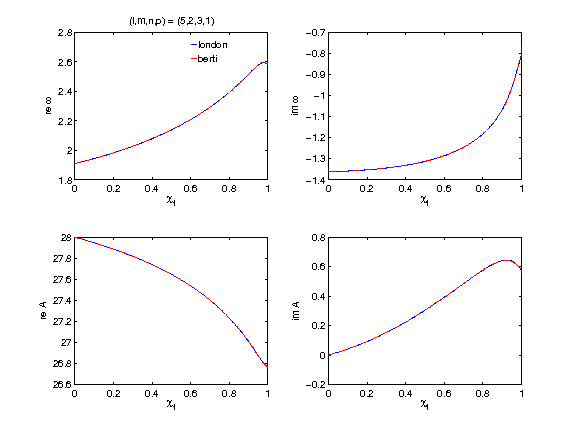 (l,m,n,p) = (5,2,3,1)
london
berti
2.8
2.6
2.4
2.2
2
1.8
re ω
0 0.2 0.4 0.6 0.8 1
χf
−0.7
−0.8
−0.9
−1
−1.1
−1.2
−1.3
−1.4
im ω
0 0.2 0.4 0.6 0.8 1
χf
28
27.8
27.6
27.4
27.2
27
26.8
26.6
re A
0 0.2 0.4 0.6 0.8 1
χf
0.8
0.6
0.4
0.2
0
−0.2
im A
0 0.2 0.4 0.6 0.8 1
χf